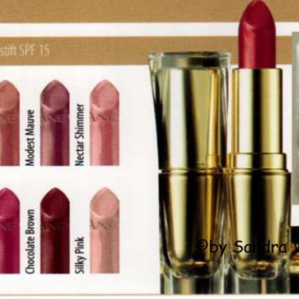 stift SPF 15
Modest Mauve
Nectar Shimmer
Chocolate Brown
Silky Pink
©by Sandra